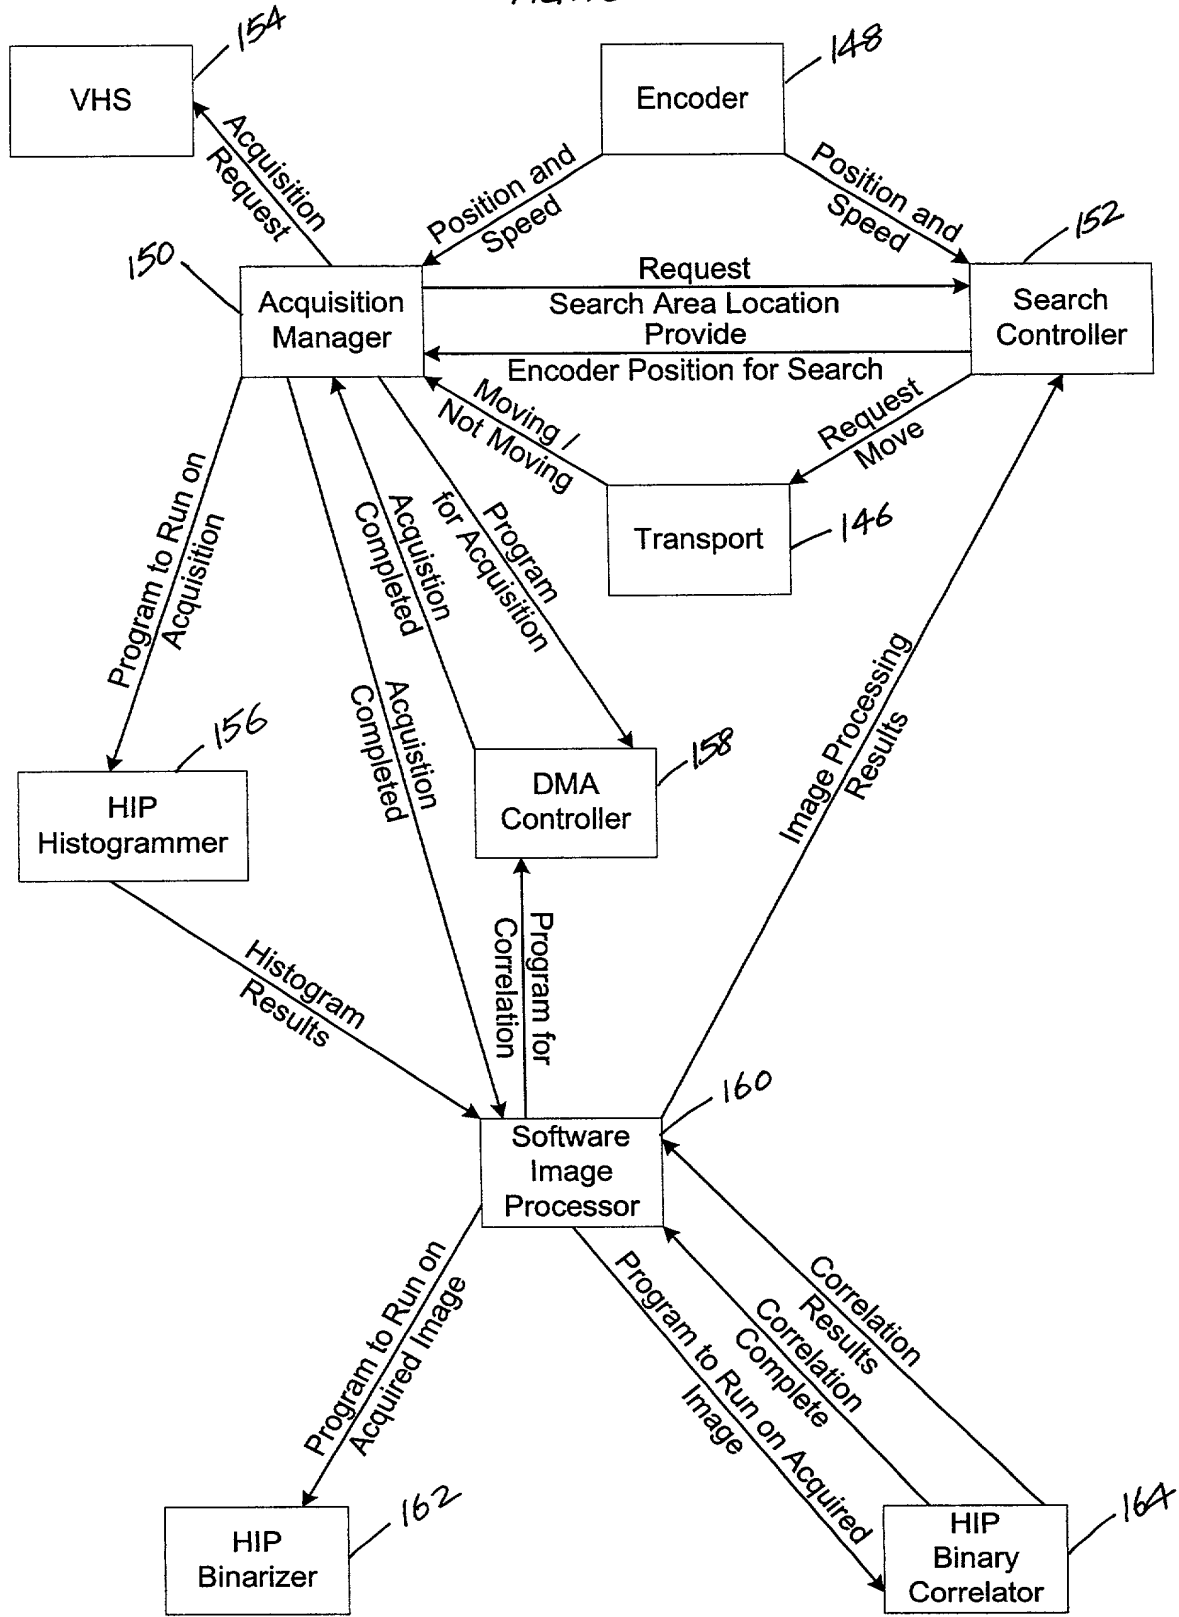 154
148
VHS
Encoder
Acquisition
Request
Position and
Speed
Position and
Speed
152
150
Request
Acquisition
Manager
Search Area Location
Search
Controller
Provide
Encoder Position for Search
Moving /
Not Moving
Request
Move
Program to Run on
Acquisition
Acquistion
Completed
Program
for Acquisition
Transport
146
Image Processing
Results
Acquistion
Completed
156
158
HIP
Histogrammer
DMA
Controller
Histogram
Results
Program for
Correlation
160
Software
Image
Processor
Program to Run on
Acquired Image
Program to Run on Acquired
Image
Correlation
Complete
Correlation
Results
162
164
HIP
Binarizer
HIP
Binary
Correlator